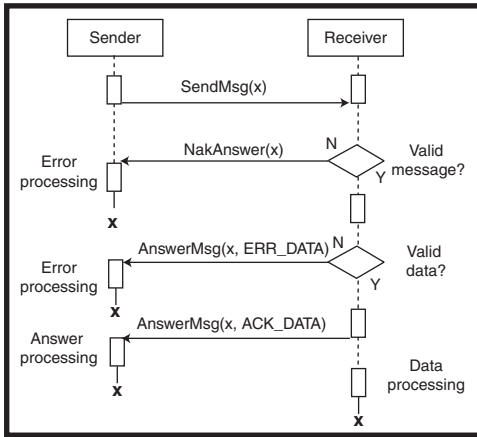 Sender
Receiver
SendMsg(x)
N
NakAnswer(x)
Valid
message?
Error
processing
Y
x
N
AnswerMsg(x, ERR_DATA)
Valid
data?
Error
processing
Y
x
AnswerMsg(x, ACK_DATA)
Answer
processing
Data
processing
x
x